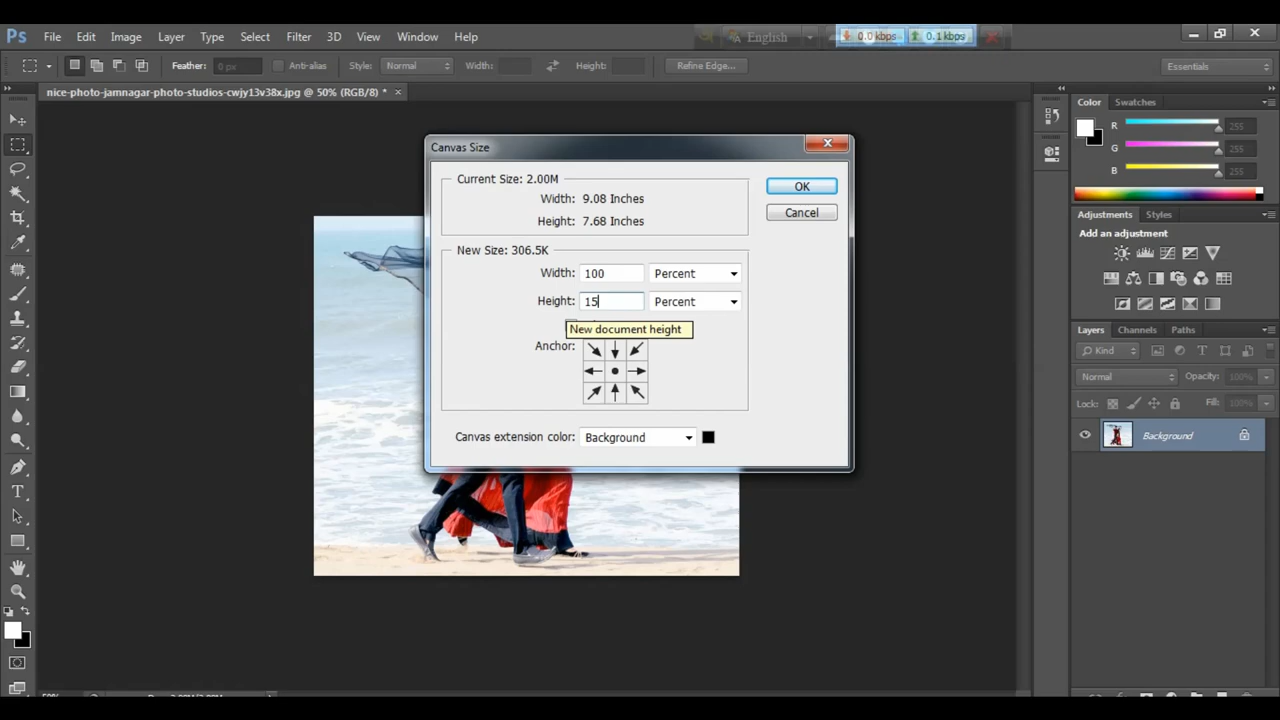 Ps File Edit Image Layer Type Select Filter 3D View Window Help English 0.0 kbps 0.1 kbps
Feather: 0 px Anti-alias Style: Normal Width: Height: Refine Edge... Essentials
nice-photo-jamnagar-photo-studios-cwjy13v38x.jpg @ 50% (RGB/8) * ×
Canvas Size
Current Size: 2.00M
Width: 9.08 Inches
Height: 7.68 Inches
OK
Cancel
New Size: 306.5K
Width: 100 Percent
Height: 15 Percent
New document height
Anchor:
Canvas extension color: Background
Color Swatches
R 255
G 255
B 255
Adjustments Styles
Add an adjustment
Layers Channels Paths
Kind
Normal Opacity: 100%
Lock: Fill: 100%
Background